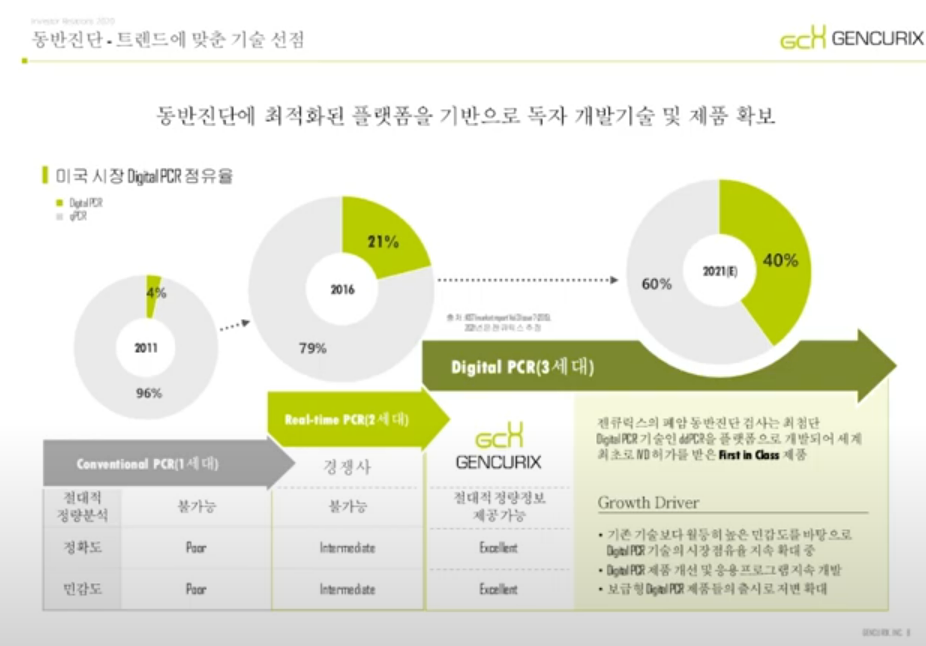 Investor Relations 2020
동반진단 - 트렌드에 맞춘 기술 선점
GCX GENCURIX
동반진단에 최적화된 플랫폼을 기반으로 독자 개발기술 및 제품 확보
미국 시장 Digital PCR 점유율
Digital PCR
qPCR
4%
2011
96%
21%
2016
79%
40%
2021(E)
60%
Digital PCR(3세대)
Real-time PCR(2세대)
Conventional PCR(1세대)
경쟁사
GCX
GENCURIX
절대적
정량분석
불가능
불가능
절대적 정량정보
제공 가능
정확도
Poor
Intermediate
Excellent
민감도
Poor
Intermediate
Excellent
젠큐릭스의 폐암 동반진단 검사는 최첨단
Digital PCR 기술인 ddPCR을 플랫폼으로 개발되어 세계
최초로 IVD 허가를 받은 First in Class 제품
Growth Driver
• 기존 기술보다 월등히 높은 민감도를 바탕으로
Digital PCR 기술의 시장 점유율 지속 확대 중
• Digital PCR 제품 개선 및 응용프로그램 지속 개발
• 보급형 Digital PCR 제품들의 출시로 저변 확대
GENCURIX, INC.